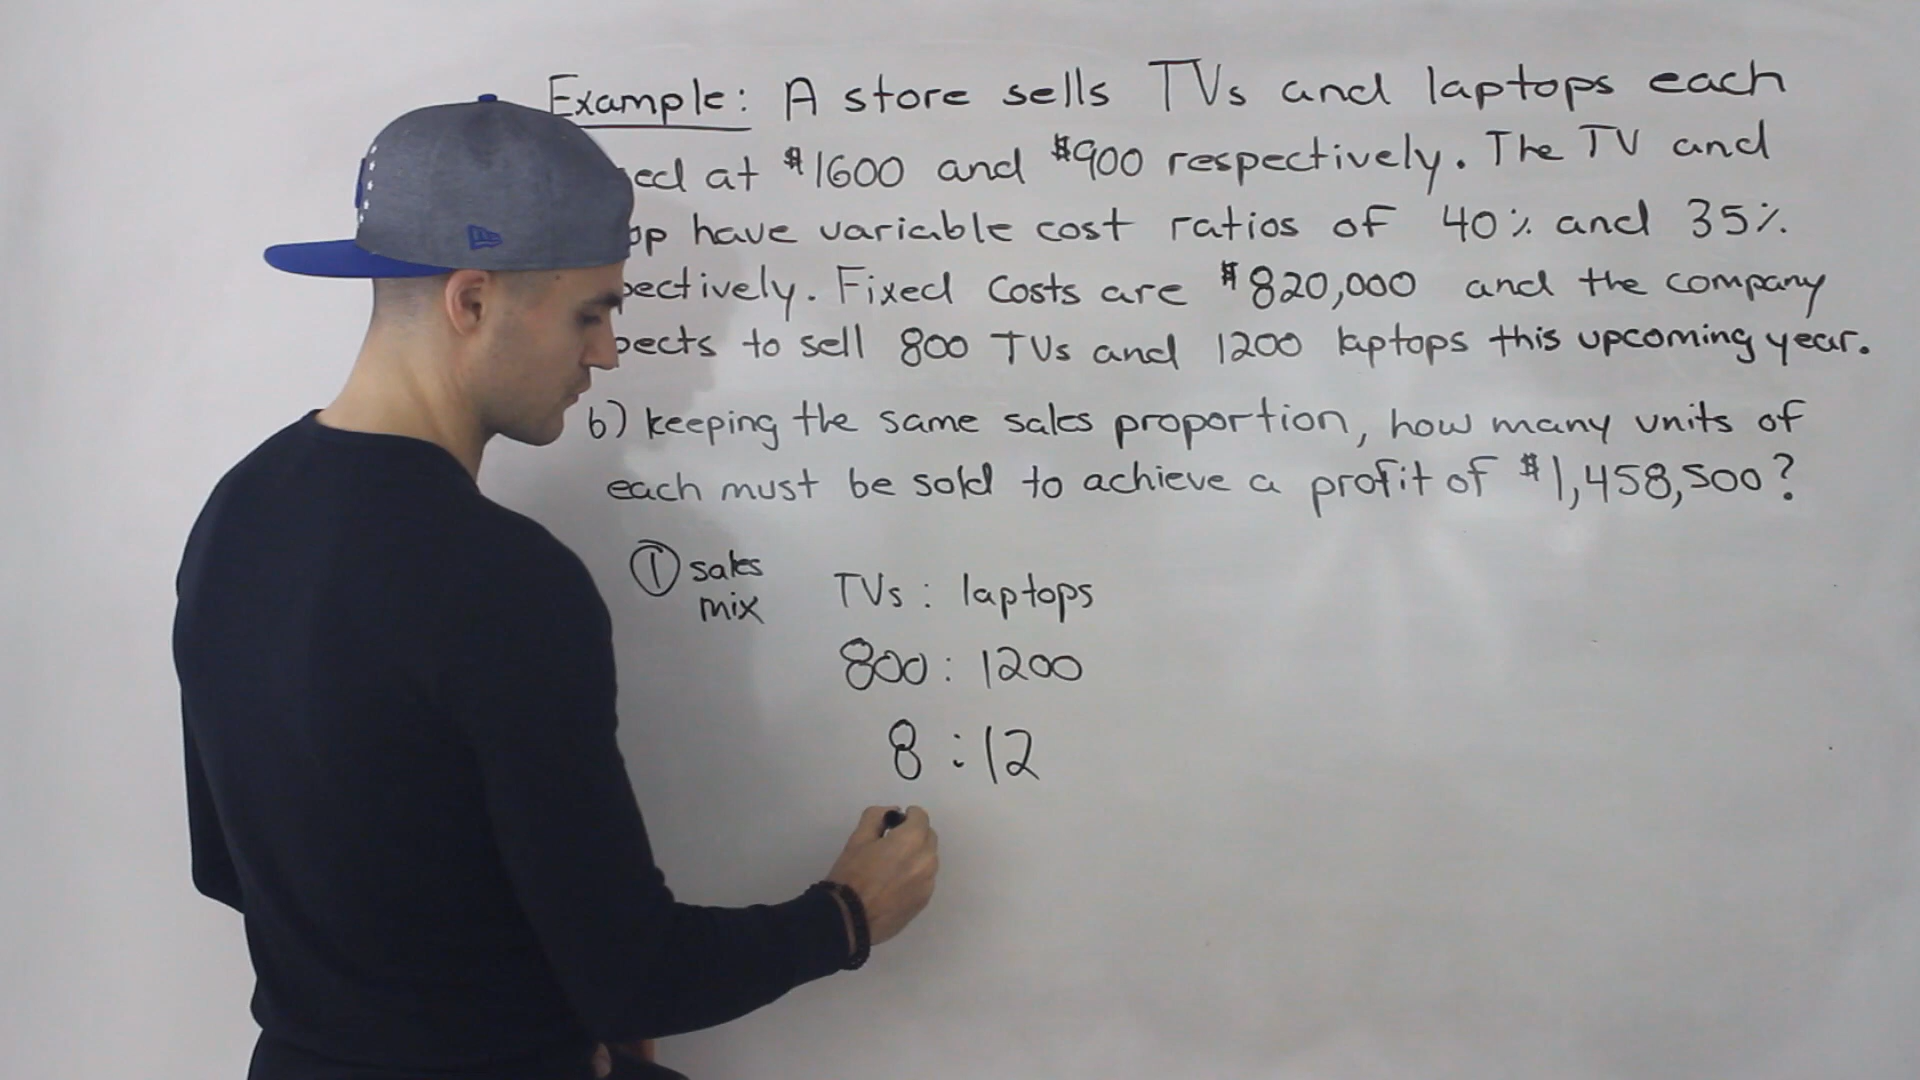 Example: A store sells TVs and laptops each
at $1600 and $900 respectively. The TV and
have variable cost ratios of 40% and 35%
Fixed Costs are $820,000 and the company
to sell 800 TVs and 1200 laptops this upcoming year.
b) keeping the same sales proportion, how many units of
each must be sold to achieve a profit of $1,458,500?
① sales
mix
TVs : laptops
800 : 1200
8 : 12